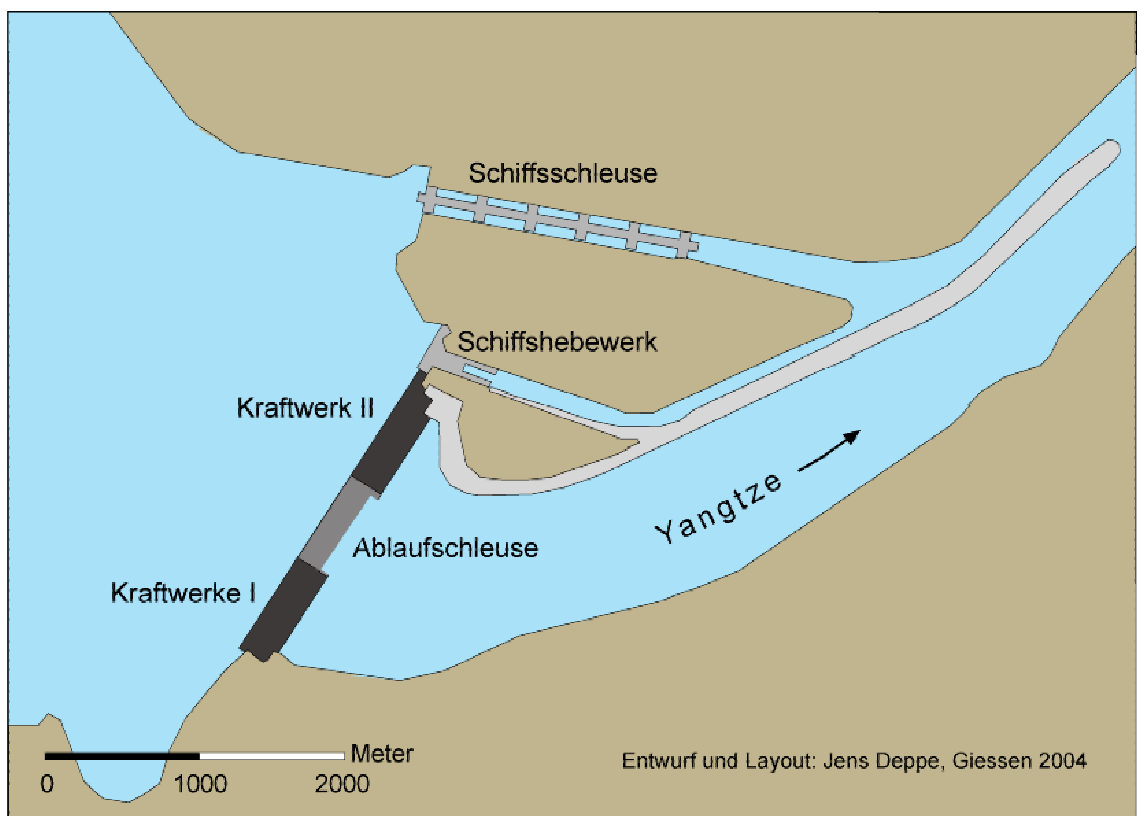 Schiffsschleuse
Schiffshebewerk
Kraftwerk II
Yangtze
Ablaufschleuse
Kraftwerke I
Meter
0 1000 2000
Entwurf und Layout: Jens Deppe, Giessen 2004